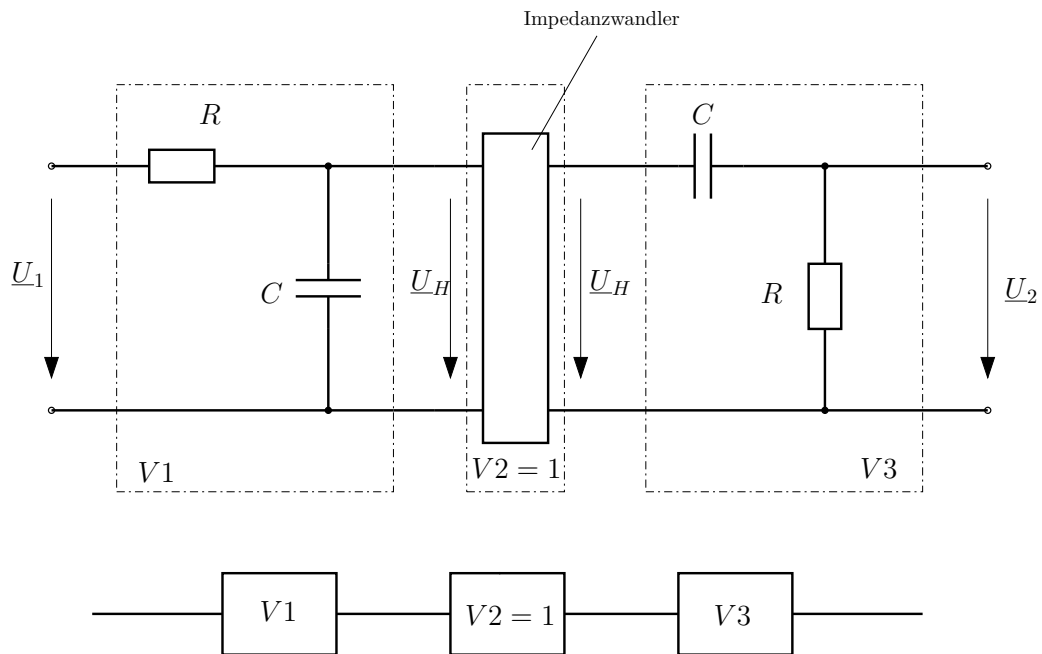 Impedanzwandler
R
C
U1
C
UH
UH
R
U2
V1
V2 = 1
V3
V1
V2 = 1
V3